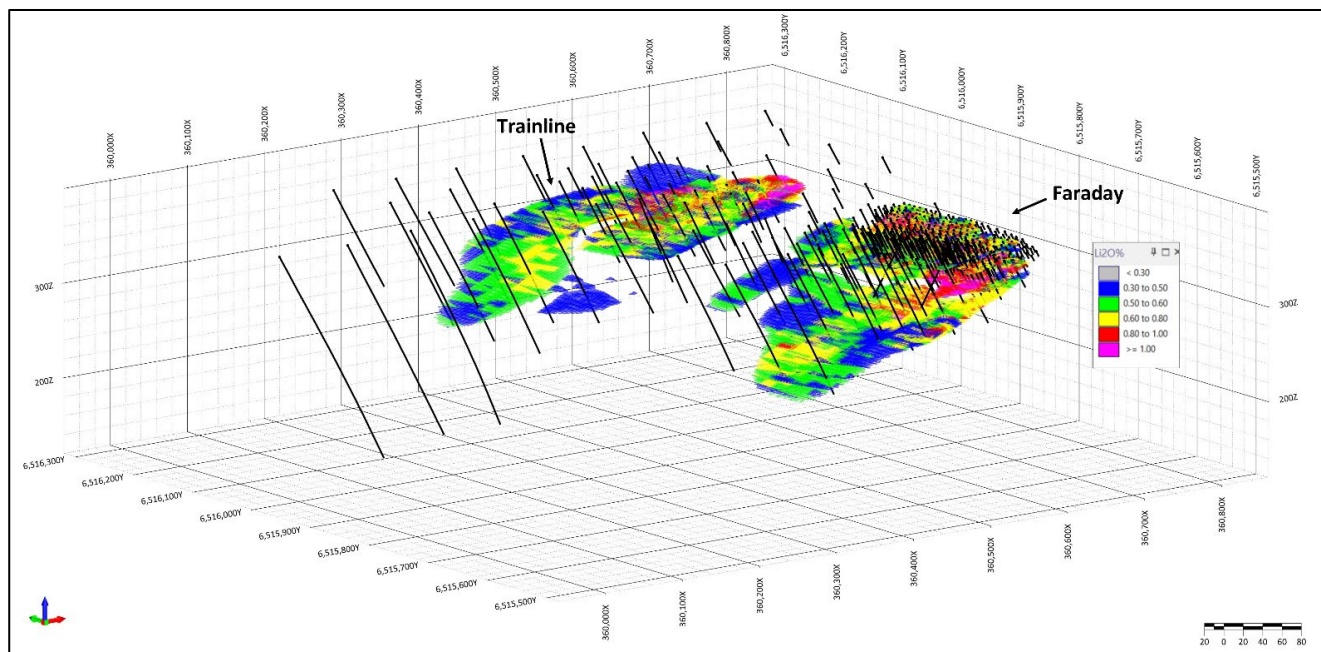 360,000X
360,100X
360,200X
360,300X
360,400X
360,500X
360,600X
360,700X
360,800X
6,516,300Y
6,516,200Y
6,516,100Y
6,516,000Y
6,515,900Y
6,515,800Y
6,515,700Y
6,515,600Y
6,515,500Y
Trainline
Faraday
Li2O%
< 0.30
0.30 to 0.50
0.50 to 0.60
0.60 to 0.80
0.80 to 1.00
>= 1.00
300Z
200Z
300Z
200Z
6,516,300Y
6,516,200Y
6,516,100Y
6,516,000Y
6,515,900Y
6,515,800Y
6,515,700Y
6,515,600Y
6,515,500Y
360,000X
360,100X
360,200X
360,300X
360,400X
360,500X
360,600X
360,700X
360,800X
20 0 20 40 60 80